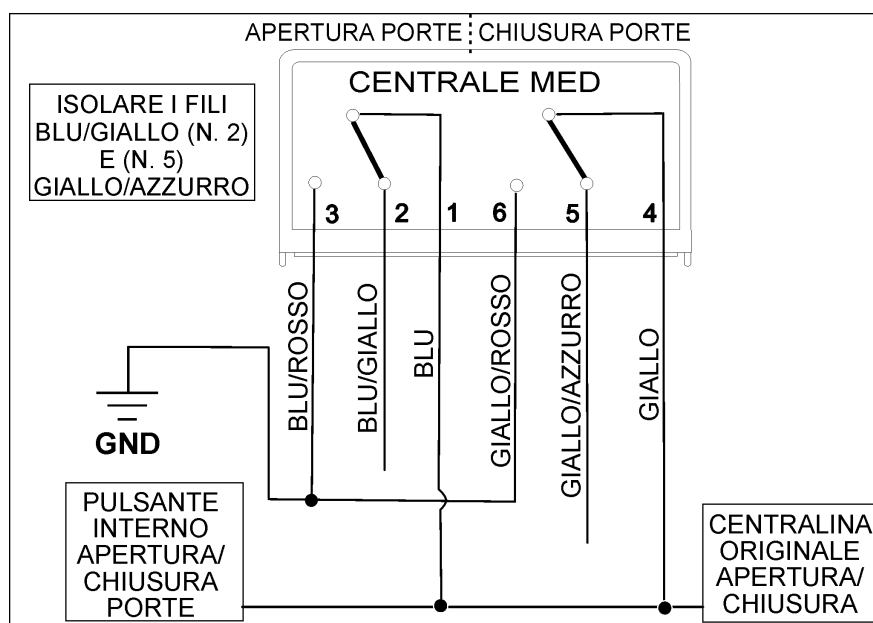 APERTURA PORTE CHIUSURA PORTE
CENTRALE MED
ISOLARE I FILI
BLU/GIALLO (N. 2)
E (N. 5)
GIALLO/AZZURRO
3 2 1 6 5 4
BLU/ROSSO
BLU/GIALLO
BLU
GIALLO/ROSSO
GIALLO/AZZURRO
GIALLO
GND
PULSANTE
INTERNO
APERTURA/
CHIUSURA
PORTE
CENTRALINA
ORIGINALE
APERTURA/
CHIUSURA